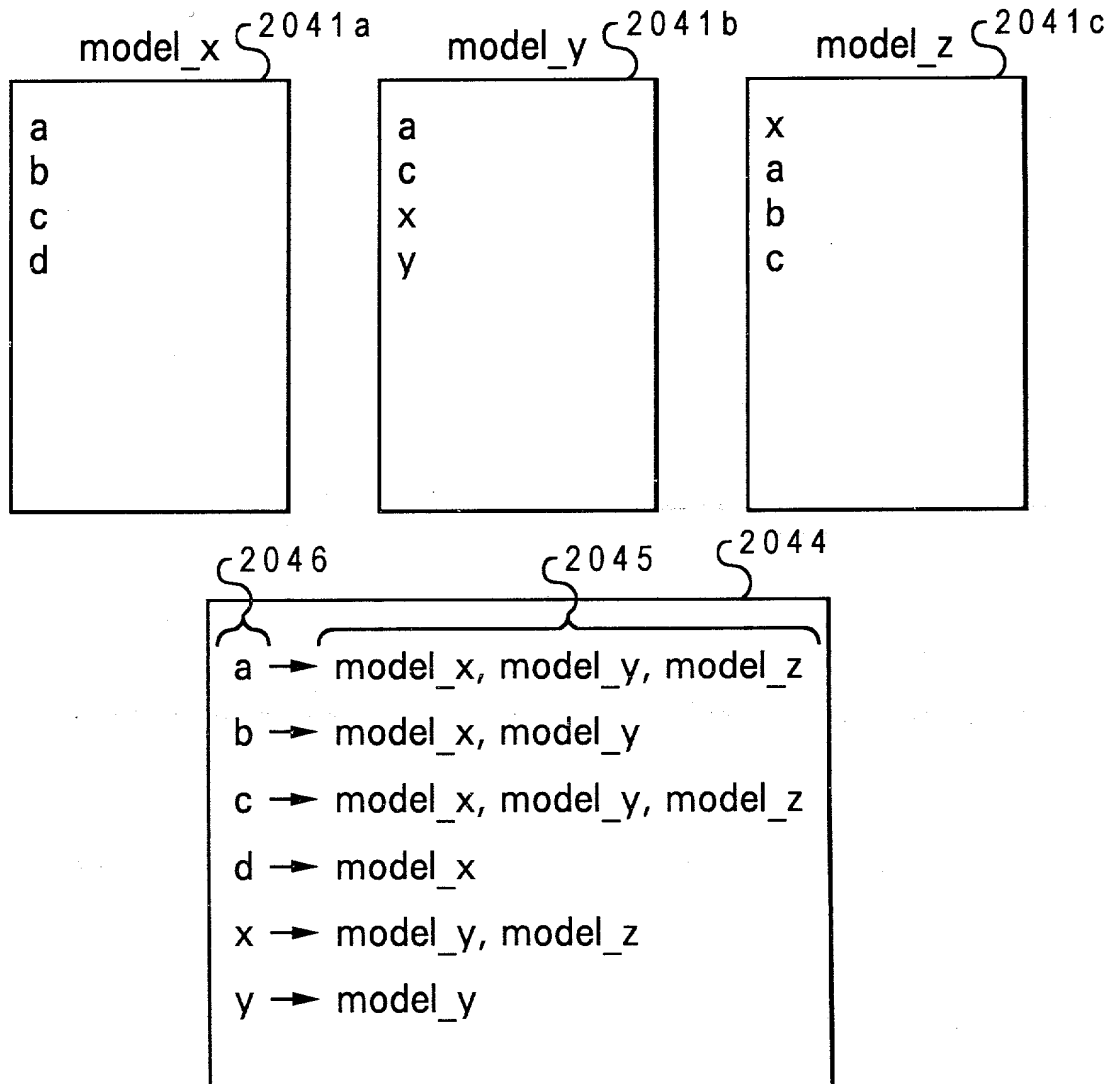 model_x 2041a
model_y 2041b
model_z 2041c
a
b
c
d
a
c
x
y
x
a
b
c
2046
2045
2044
a → model_x, model_y, model_z
b → model_x, model_y
c → model_x, model_y, model_z
d → model_x
x → model_y, model_z
y → model_y